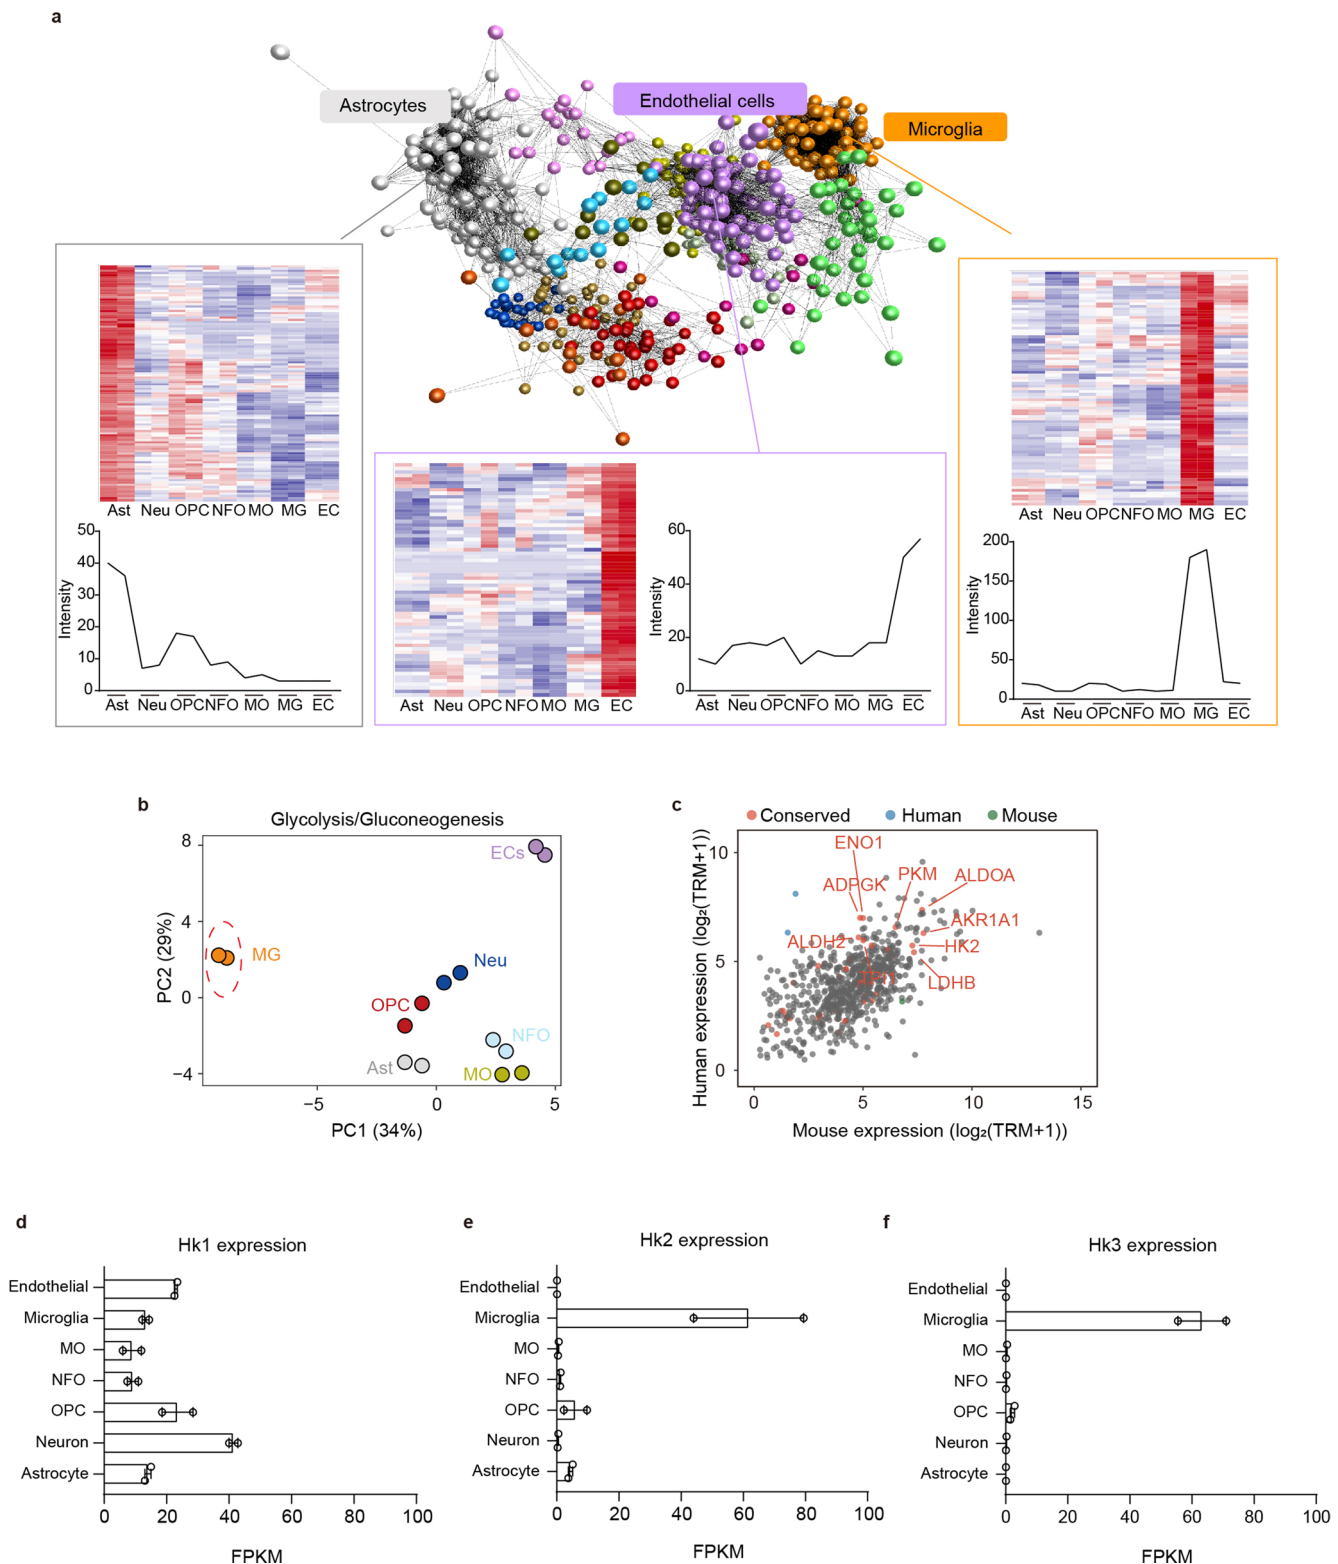 a
Astrocytes
Endothelial cells
Microglia
Ast Neu OPC NFO MO MG EC
50
40
30
20
10
0
Intensity
Ast Neu OPC NFO MO MG EC
Ast Neu OPC NFO MO MG EC
60
40
20
0
Intensity
Ast Neu OPC NFO MO MG EC
Ast Neu OPC NFO MO MG EC
200
150
100
50
0
Intensity
Ast Neu OPC NFO MO MG EC
b
Glycolysis/Gluconeogenesis
8
4
0
−4
PC2 (29%)
ECs
MG
Neu
OPC
NFO
Ast
MO
−5 0 5
PC1 (34%)
c
Conserved Human Mouse
10
5
0
Human expression (log₂(TRM+1))
ENO1
ADPGK
PKM
ALDOA
AKR1A1
ALDH2
HK2
LDHB
0 5 10 15
Mouse expression (log₂(TRM+1))
d
Hk1 expression
Endothelial
Microglia
MO
NFO
OPC
Neuron
Astrocyte
0 20 40 60 80 100
FPKM
e
Hk2 expression
Endothelial
Microglia
MO
NFO
OPC
Neuron
Astrocyte
0 20 40 60 80 100
FPKM
f
Hk3 expression
Endothelial
Microglia
MO
NFO
OPC
Neuron
Astrocyte
0 20 40 60 80 100
FPKM